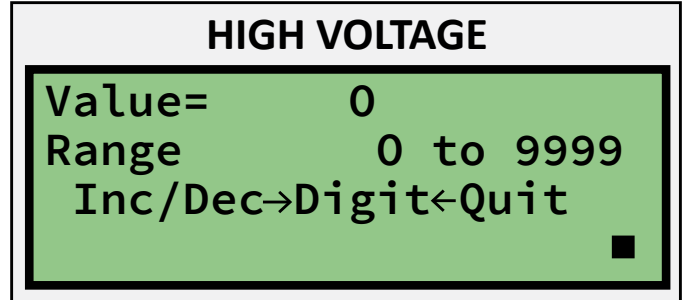 HIGH VOLTAGE
Value=     0
Range       0 to 9999
Inc/Dec→Digit←Quit
■